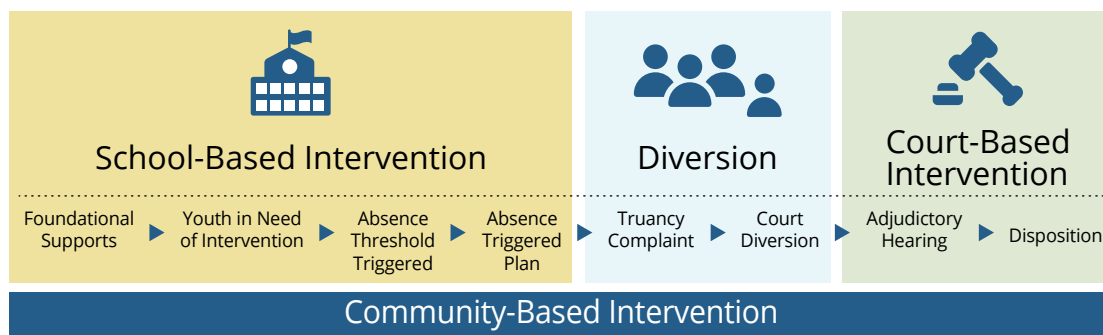 School-Based Intervention
Diversion
Court-Based
Intervention
Foundational
Supports
Youth in Need
of Intervention
Absence
Threshold
Triggered
Absence
Triggered
Plan
Truancy
Complaint
Court
Diversion
Adjudictory
Hearing
Disposition
Community-Based Intervention